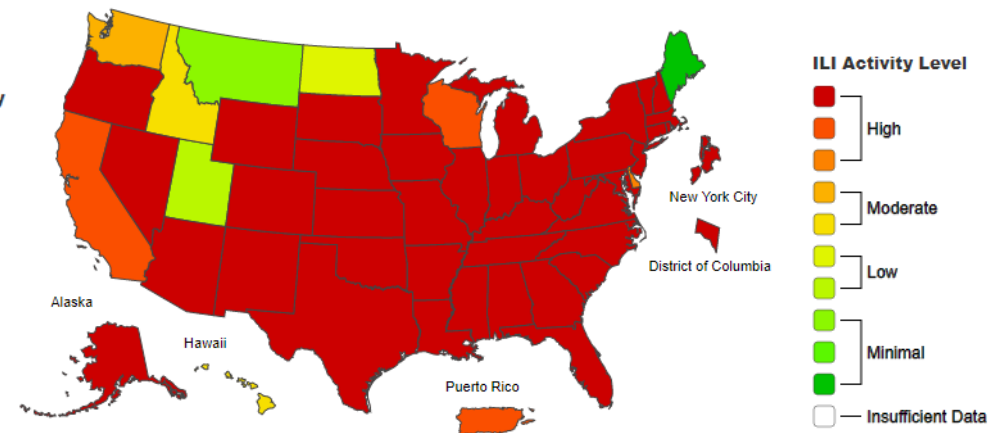 ILI Activity Level
High
Moderate
Low
Minimal
Insufficient Data
New York City
District of Columbia
Alaska
Hawaii
Puerto Rico